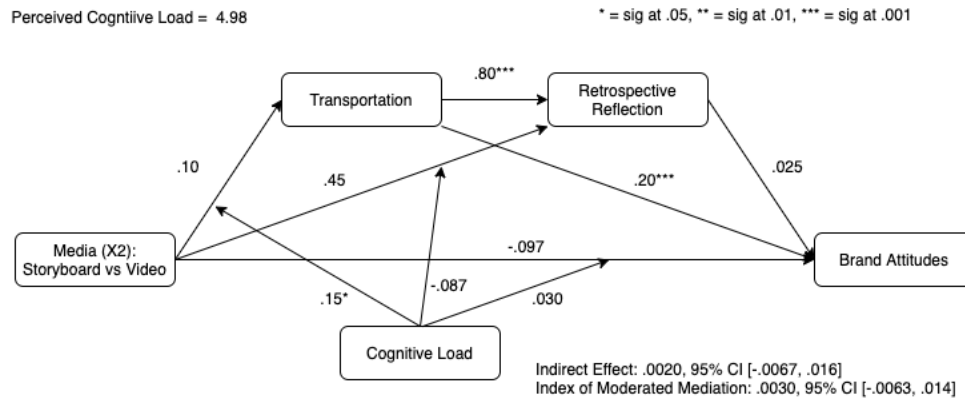 Perceived Cogntiive Load = 4.98
* = sig at .05, ** = sig at .01, *** = sig at .001
.80***
Transportation
Retrospective
Reflection
.10
.45
.20***
.025
Media (X2):
Storyboard vs Video
-.097
Brand Attitudes
.15*
-.087
.030
Cognitive Load
Indirect Effect: .0020, 95% CI [-.0067, .016]
Index of Moderated Mediation: .0030, 95% CI [-.0063, .014]